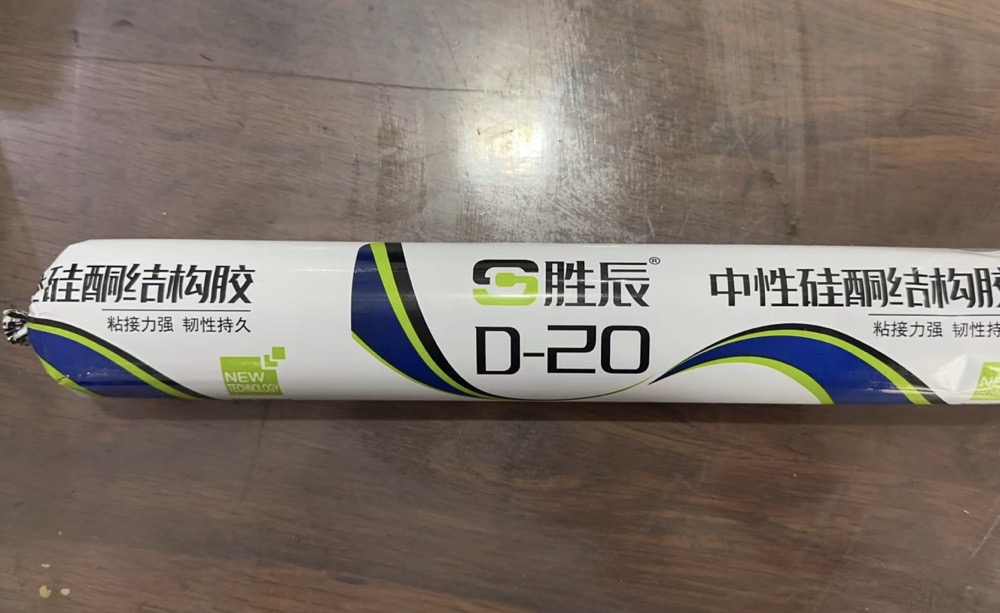 硅酮结构胶
粘接力强 韧性持久
NEW
TECHNOLOGY
胜辰®
D-20
中性硅酮结构胶
粘接力强 韧性持